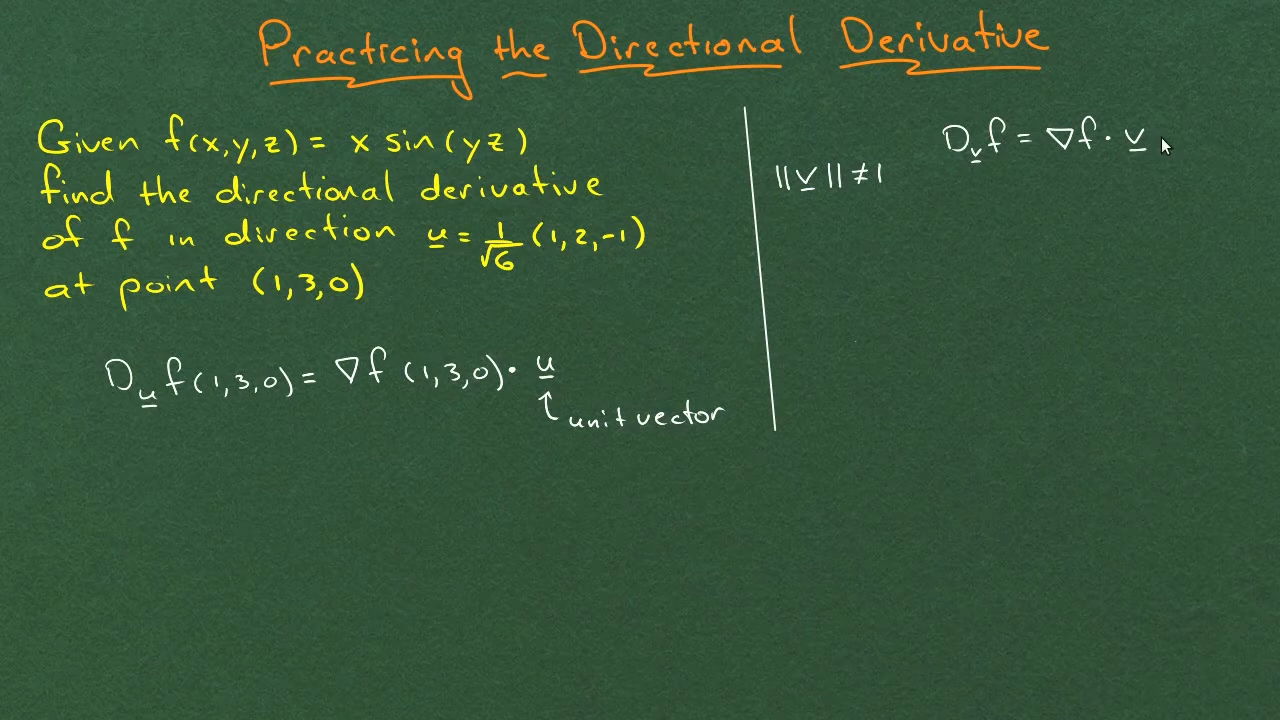 Practicing the Directional Derivative
Given f(x,y,z) = x sin(yz)
find the directional derivative
of f in direction u = 1/√6 (1,2,-1)
at point (1,3,0)
D_u f(1,3,0) = ∇f (1,3,0) · u
↑ unit vector
D_v f = ∇f · v
||v|| ≠ 1